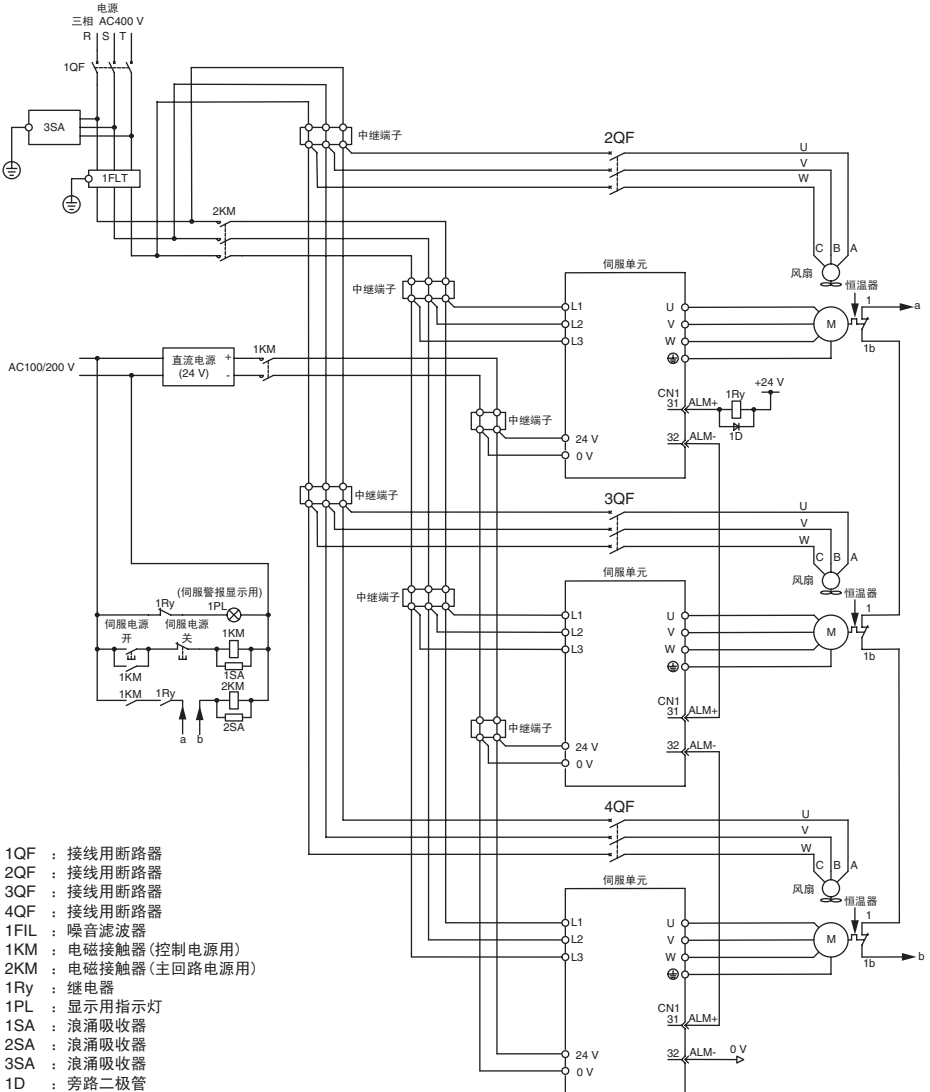 电源
三相 AC400 V
R S T
1QF
3SA
1FLT
2KM
中继端子
2QF
U
V
W
C B A
风扇
恒温器
1
a
1b
M
中继端子
伺服单元
L1
L2
L3
U
V
W
AC100/200 V
直流电源
(24 V)
+
-
1KM
CN1
31 ALM+
1Ry
+24 V
1D
32 ALM-
中继端子
24 V
0 V
中继端子
3QF
U
V
W
C B A
风扇
恒温器
1
1b
M
中继端子
伺服单元
L1
L2
L3
U
V
W
(伺服警报显示用)
1Ry 1PL
伺服电源
开
伺服电源
关
1KM
1KM
1SA
2KM
1KM 1Ry
2SA
a b
CN1
31 ALM+
32 ALM-
中继端子
24 V
0 V
4QF
U
V
W
C B A
风扇
恒温器
1
1b
b
M
伺服单元
L1
L2
L3
U
V
W
CN1
31 ALM+
32 ALM- 0 V
24 V
0 V
1QF : 接线用断路器
2QF : 接线用断路器
3QF : 接线用断路器
4QF : 接线用断路器
1FIL : 噪音滤波器
1KM : 电磁接触器(控制电源用)
2KM : 电磁接触器(主回路电源用)
1Ry : 继电器
1PL : 显示用指示灯
1SA : 浪涌吸收器
2SA : 浪涌吸收器
3SA : 浪涌吸收器
1D : 旁路二极管